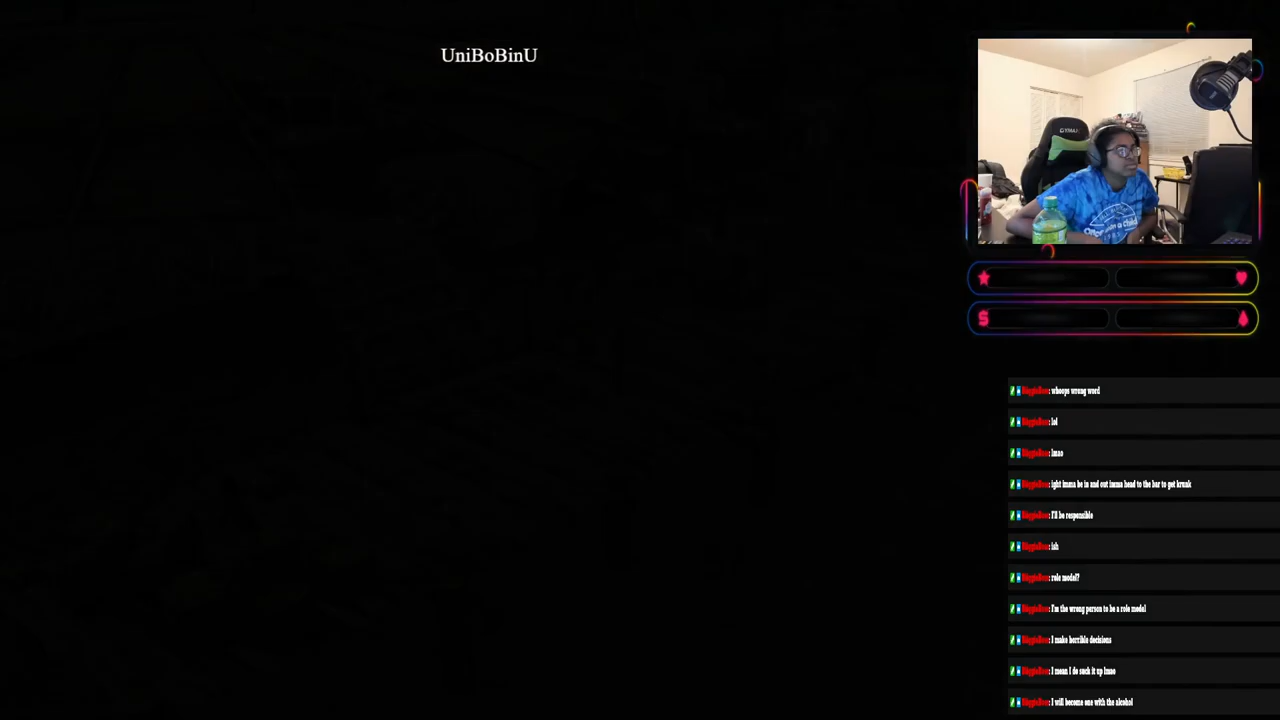 UniBoBinU
GYMAX
: whoops wrong word
: lol
: lmao
: ight imma be in and out imma head to the bar to get krunk
: I'll be responsible
: ish
: role model?
: I'm the wrong person to be a role model
: I make horrible decisions
: I mean I do suck it up lmao
: I will become one with the alcohol